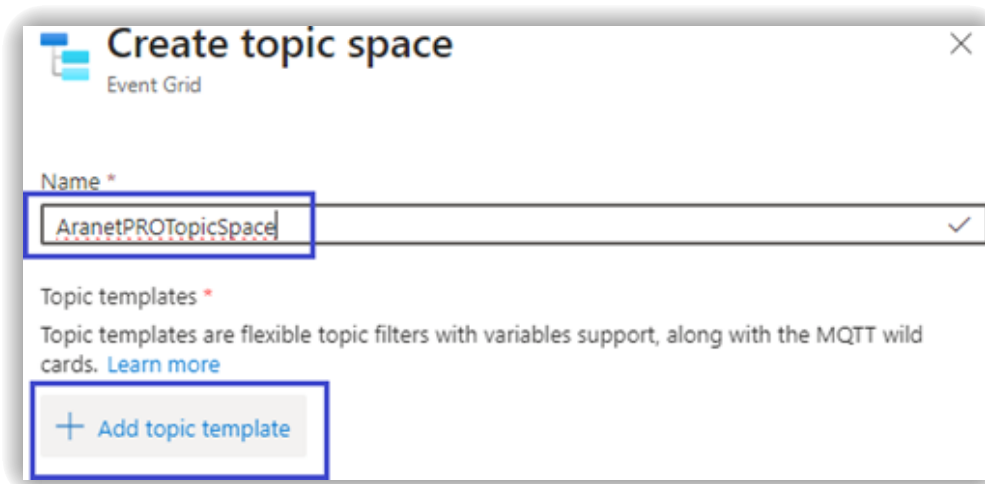 Create topic space
Event Grid
Name *
AranetPROTopicSpace
Topic templates *
Topic templates are flexible topic filters with variables support, along with the MQTT wild
cards. Learn more
+ Add topic template